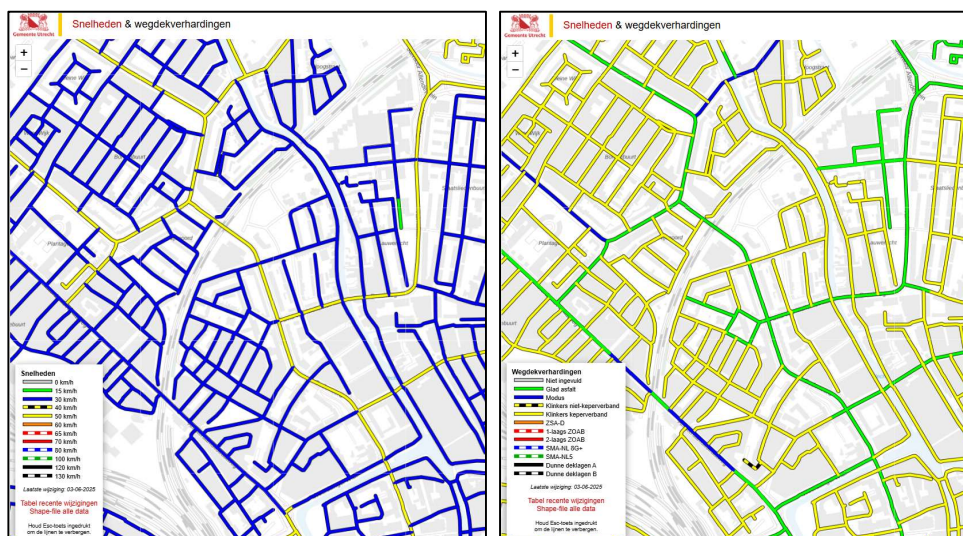 Gemeente Utrecht
Snelheden & wegdekverhardingen
+
−
Plantage
Snelheden
0 km/h
15 km/h
30 km/h
40 km/h
50 km/h
60 km/h
65 km/h
70 km/h
80 km/h
100 km/h
120 km/h
130 km/h
Laatste wijziging: 03-06-2025
Tabel recente wijzigingen
Shape-file alle data
Houd Esc-toets ingedrukt
om de lijnen te verbergen.
Gemeente Utrecht
Snelheden & wegdekverhardingen
+
−
Wegdekverhardingen
Niet ingevuld
Glad asfalt
Modus
Klinkers niet-keperverband
Klinkers keperverband
ZSA-D
1-laags ZOAB
2-laags ZOAB
SMA-NL 8G+
SMA-NL5
Dunne deklagen A
Dunne deklagen B
Laatste wijziging: 03-06-2025
Tabel recente wijzigingen
Shape-file alle data
Houd Esc-toets ingedrukt
om de lijnen te verbergen.